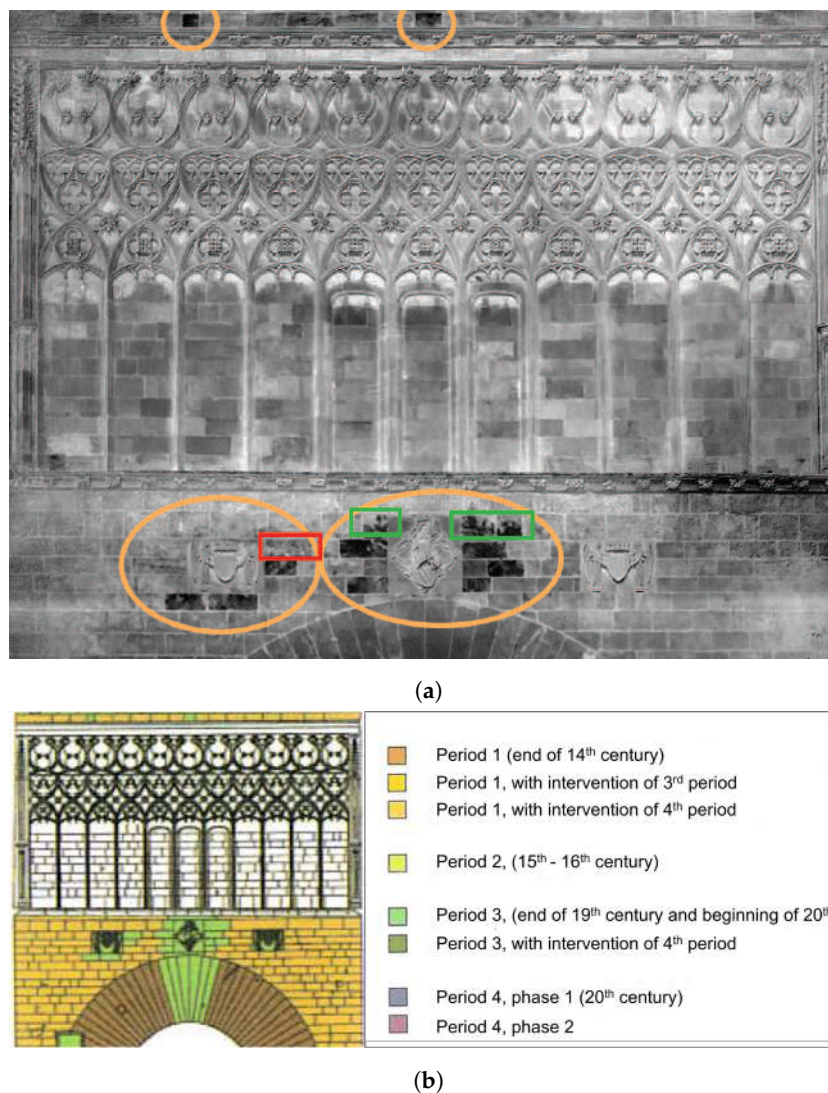 (a)
Period 1 (end of 14th century)
Period 1, with intervention of 3rd period
Period 1, with intervention of 4th period
Period 2, (15th - 16th century)
Period 3, (end of 19th century and beginning of 20th
Period 3, with intervention of 4th period
Period 4, phase 1 (20th century)
Period 4, phase 2
(b)